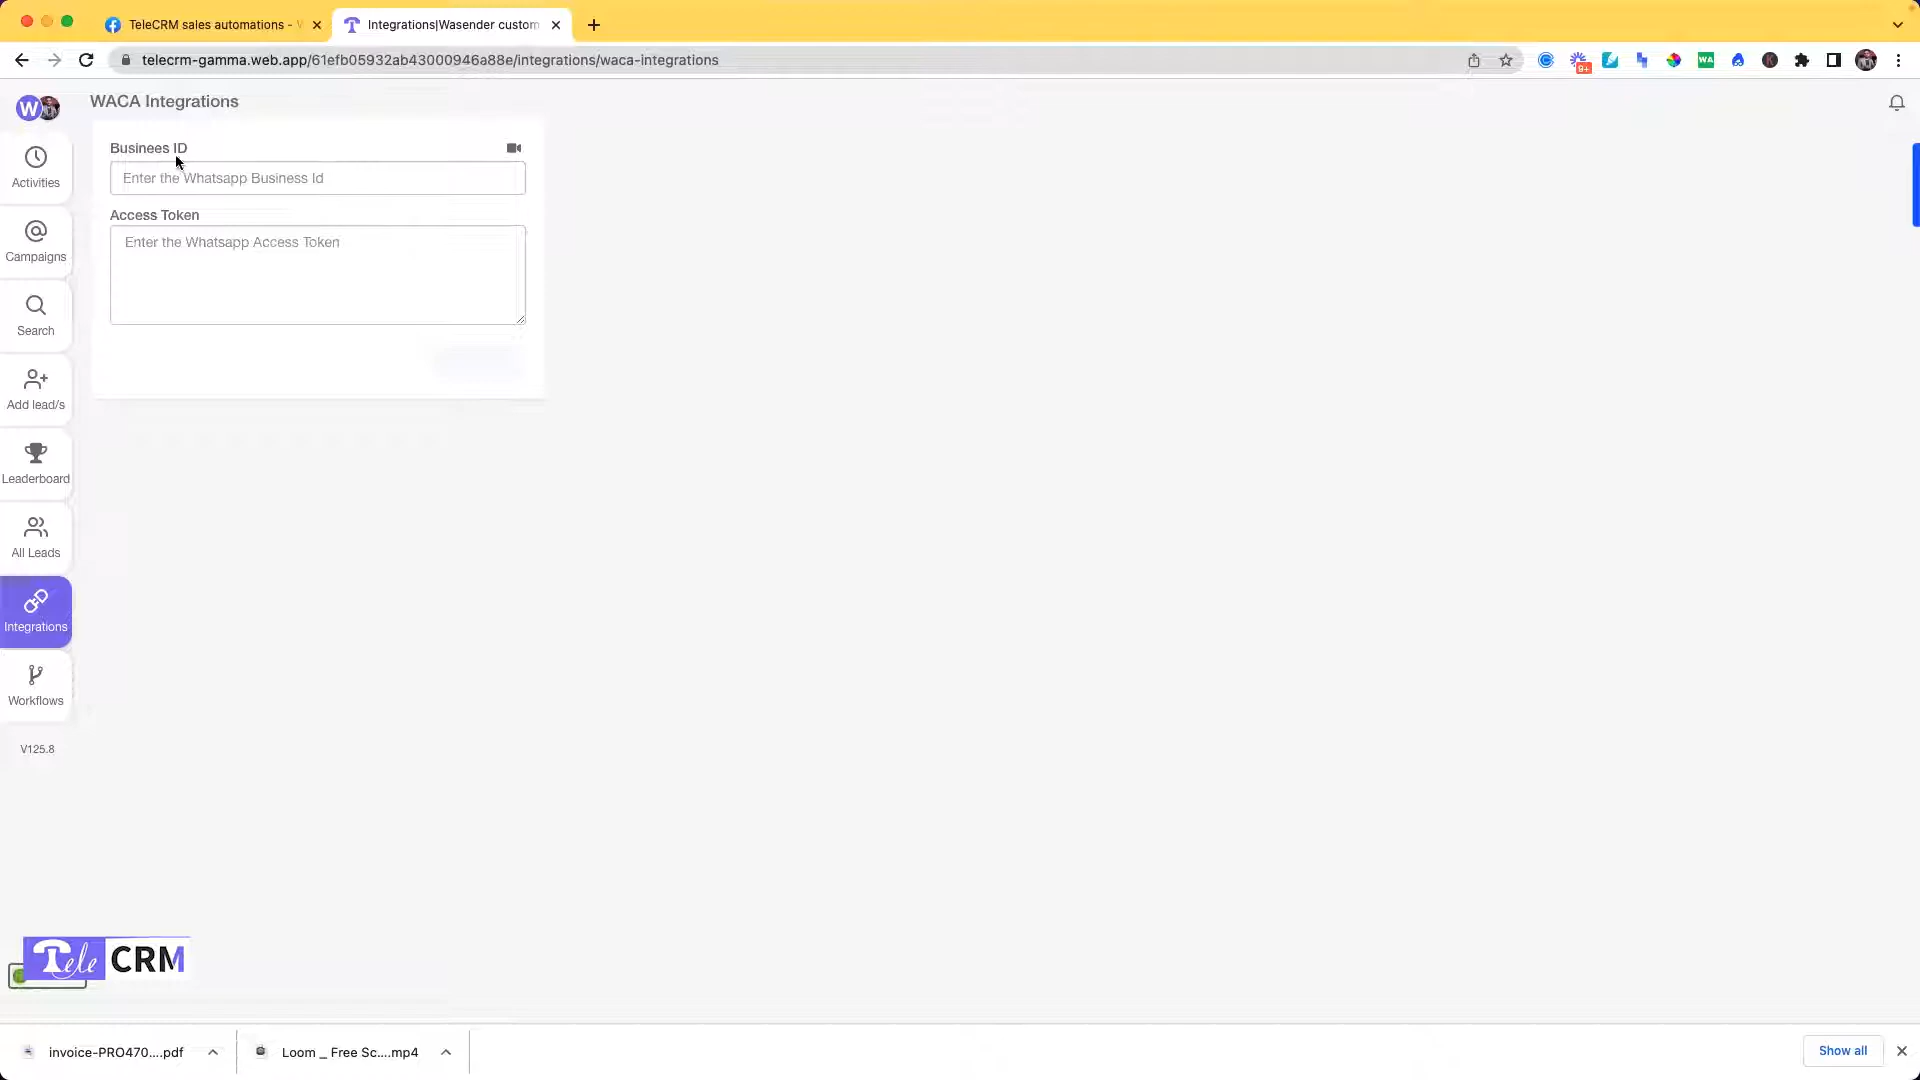 TeleCRM sales automations -
Integrations|Wasender custom
telecrm-gamma.web.app/61efb05932ab43000946a88e/integrations/waca-integrations
9+
WA
K
W
WACA Integrations
Businees ID
Enter the Whatsapp Business Id
Access Token
Enter the Whatsapp Access Token
Activities
Campaigns
Search
Add lead/s
Leaderboard
All Leads
Integrations
Workflows
V125.8
Tele CRM
invoice-PRO470....pdf
Loom _ Free Sc....mp4
Show all